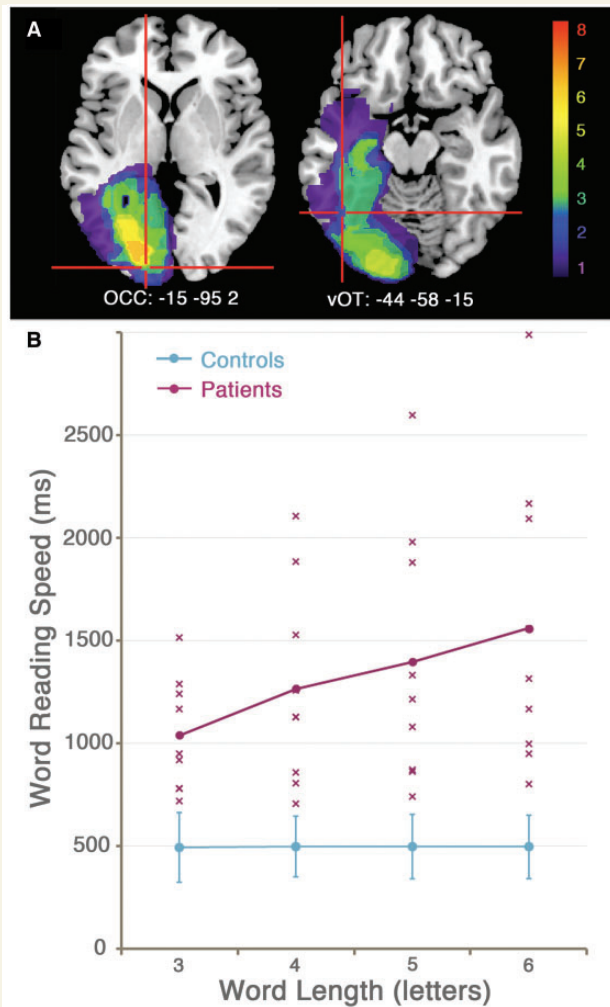 A
8
7
6
5
4
3
2
1
OCC: -15 -95 2
vOT: -44 -58 -15
B
Controls
Patients
Word Reading Speed (ms)
2500
2000
1500
1000
500
0
3 4 5 6
Word Length (letters)